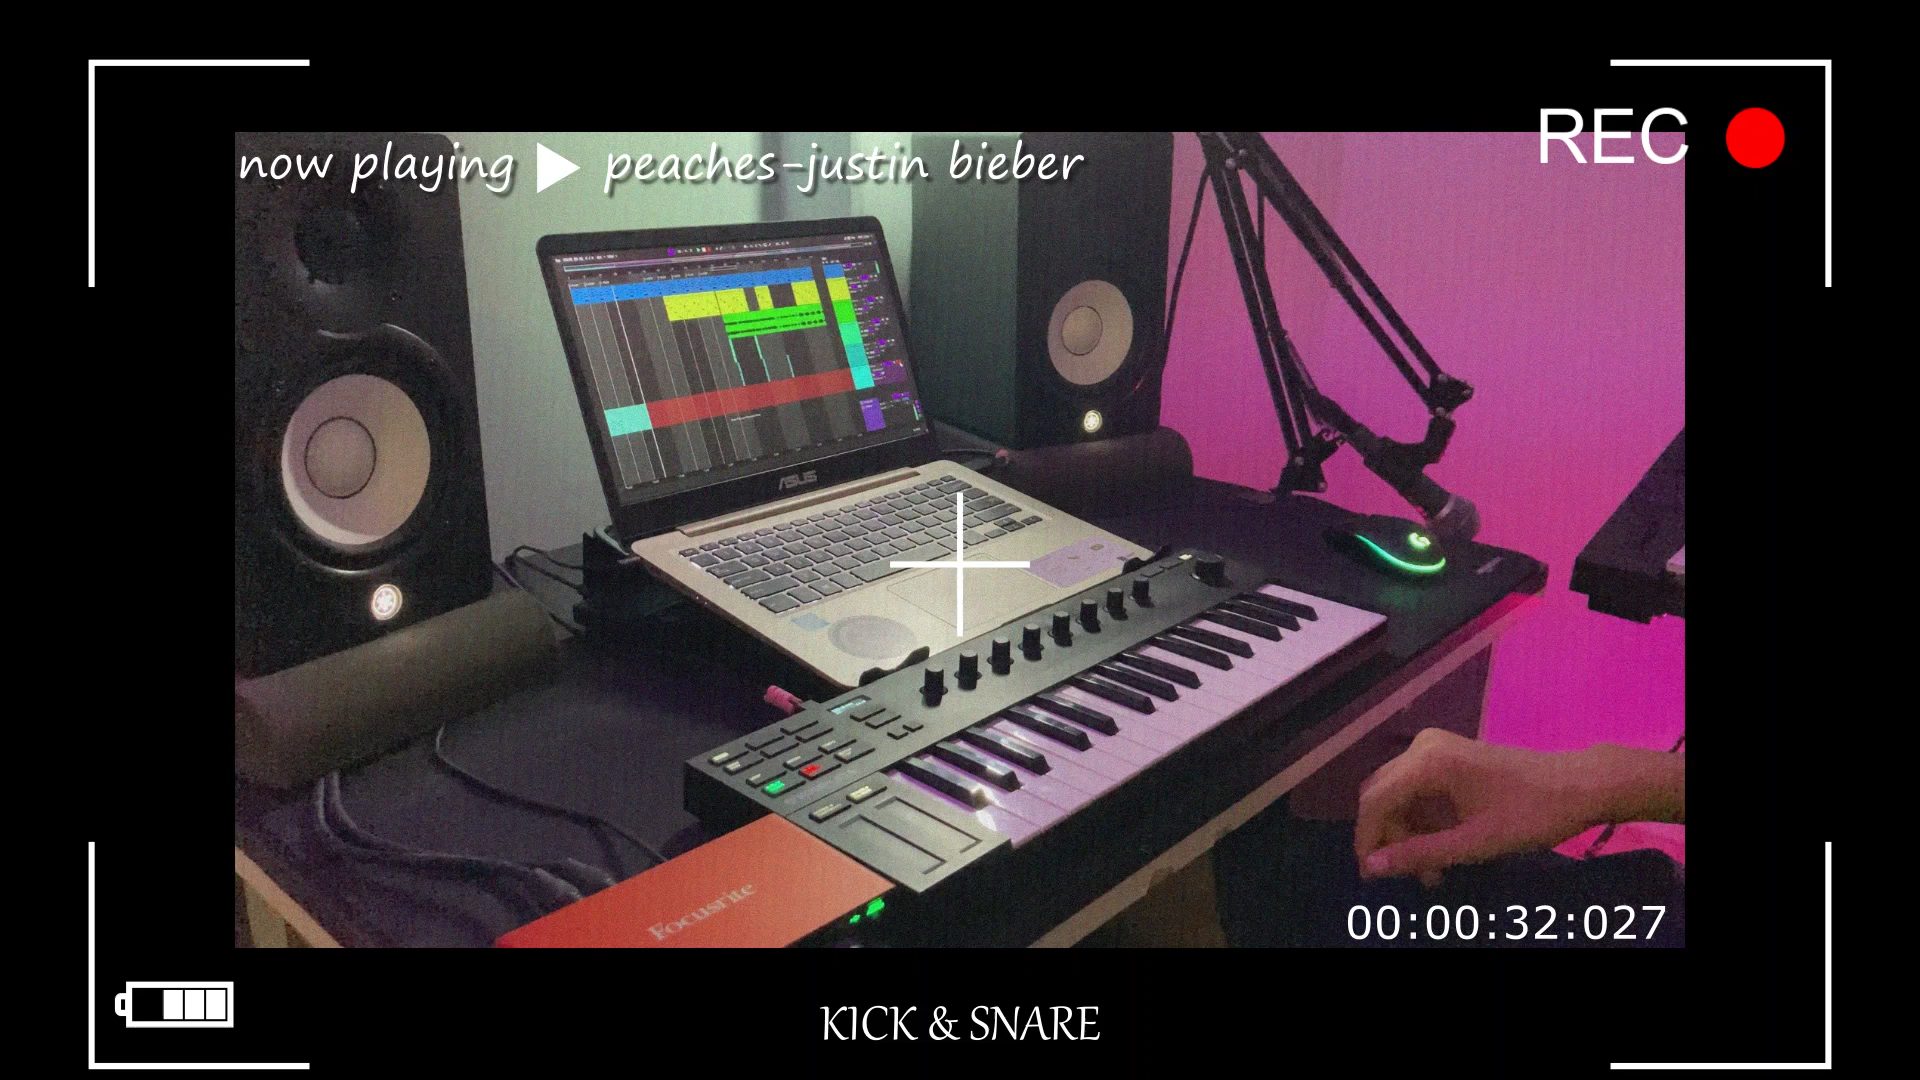 REC
now playing ▶ peaches-justin bieber
ASUS
Focusrite
00:00:32:027
KICK & SNARE